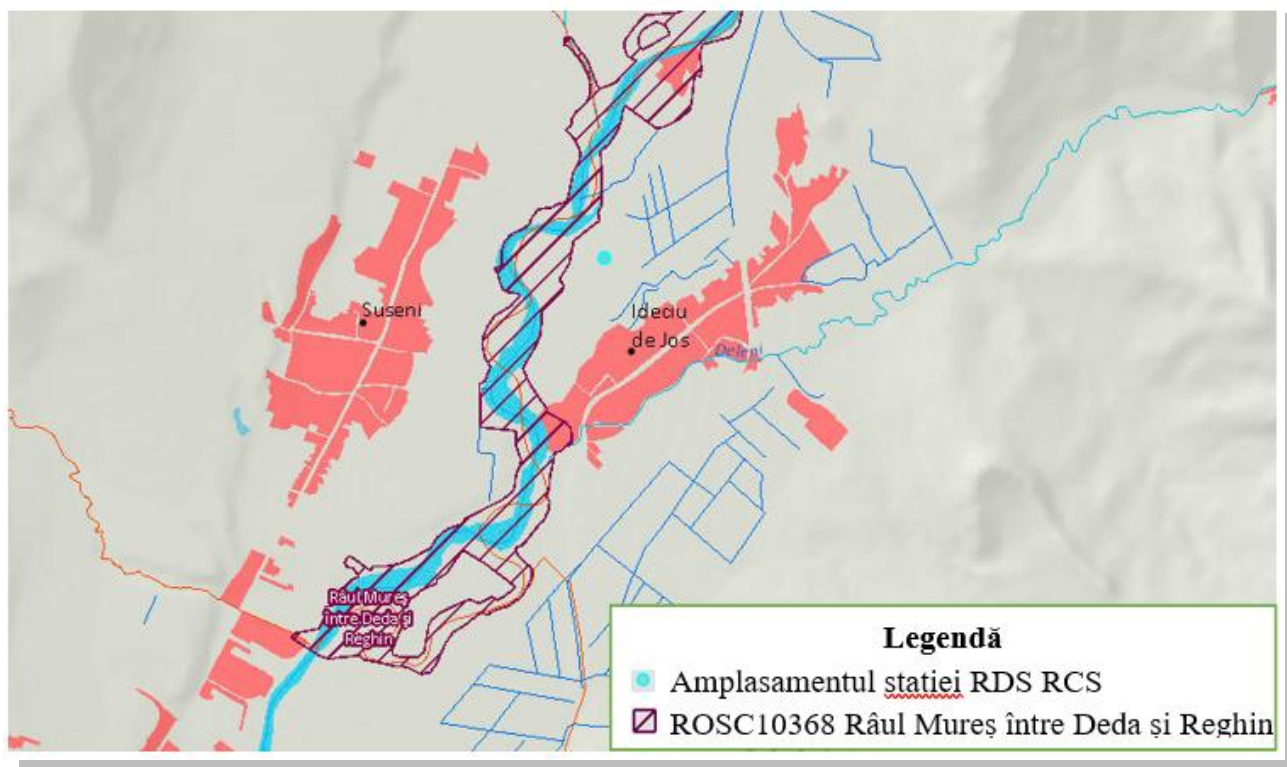 Suseni
Ideciu
de Jos
Deleni
Râul Mureș
între Deda și
Reghin
Legendă
Amplasamentul stației RDS RCS
ROSC10368 Râul Mureș între Deda și Reghin